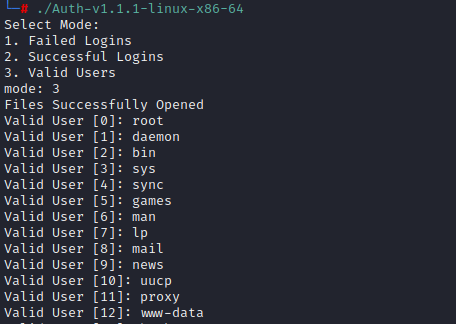 # ./Auth-v1.1.1-linux-x86-64
Select Mode:
1. Failed Logins
2. Successful Logins
3. Valid Users
mode: 3
Files Successfully Opened
Valid User [0]: root
Valid User [1]: daemon
Valid User [2]: bin
Valid User [3]: sys
Valid User [4]: sync
Valid User [5]: games
Valid User [6]: man
Valid User [7]: lp
Valid User [8]: mail
Valid User [9]: news
Valid User [10]: uucp
Valid User [11]: proxy
Valid User [12]: www-data